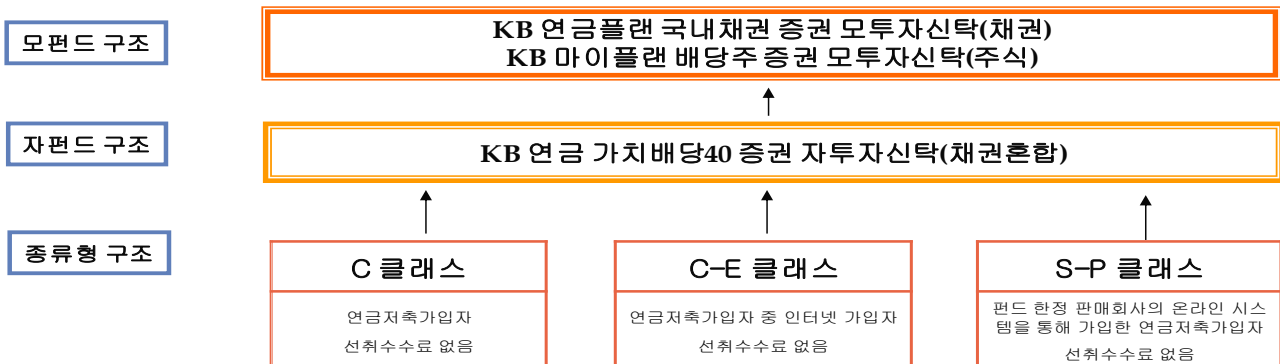 모펀드 구조
KB 연금플랜 국내채권 증권 모투자신탁(채권)
KB 마이플랜 배당주 증권 모투자신탁(주식)
자펀드 구조
KB 연금 가치배당40 증권 자투자신탁(채권혼합)
종류형 구조
C 클래스
연금저축가입자
선취수수료 없음
C-E 클래스
연금저축가입자 중 인터넷 가입자
선취수수료 없음
S-P 클래스
펀드 한정 판매회사의 온라인 시스
템을 통해 가입한 연금저축가입자
선취수수료 없음